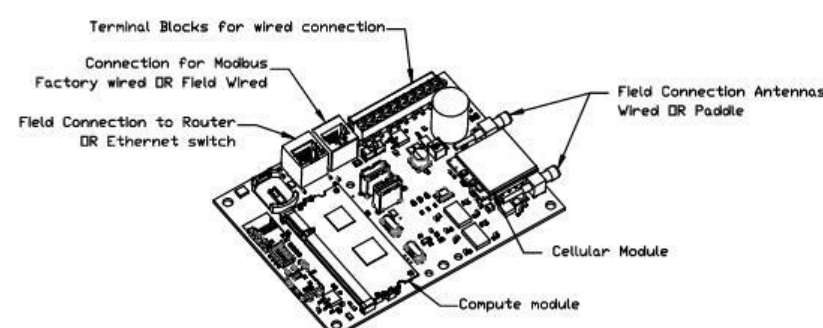 Terminal Blocks for wired connection
Connection for Modbus
Factory wired OR Field Wired
Field Connection to Router
OR Ethernet switch
Field Connection Antennas
Wired OR Paddle
Cellular Module
Compute module